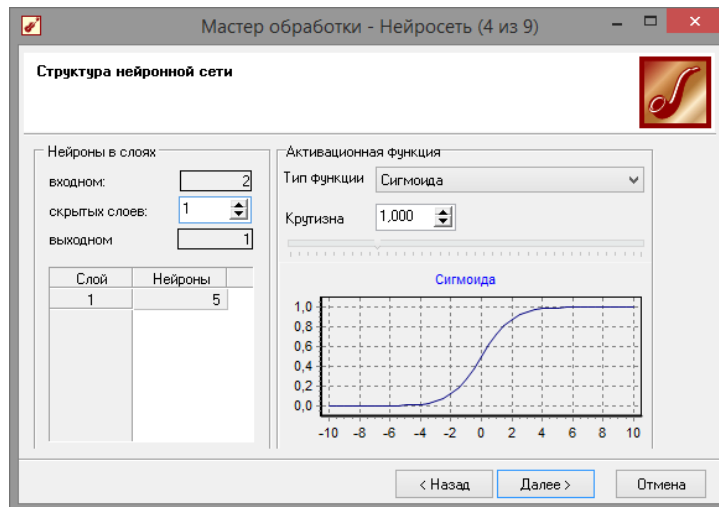 Мастер обработки - Нейросеть (4 из 9)
Структура нейронной сети
Нейроны в слоях
входном: 2
скрытых слоев: 1
выходном 1
Слой Нейроны
1 5
Активационная функция
Тип функции Сигмоида
Крутизна 1,000
Сигмоида
1,0
0,8
0,6
0,4
0,2
0,0
-10 -8 -6 -4 -2 0 2 4 6 8 10
< Назад Далее > Отмена